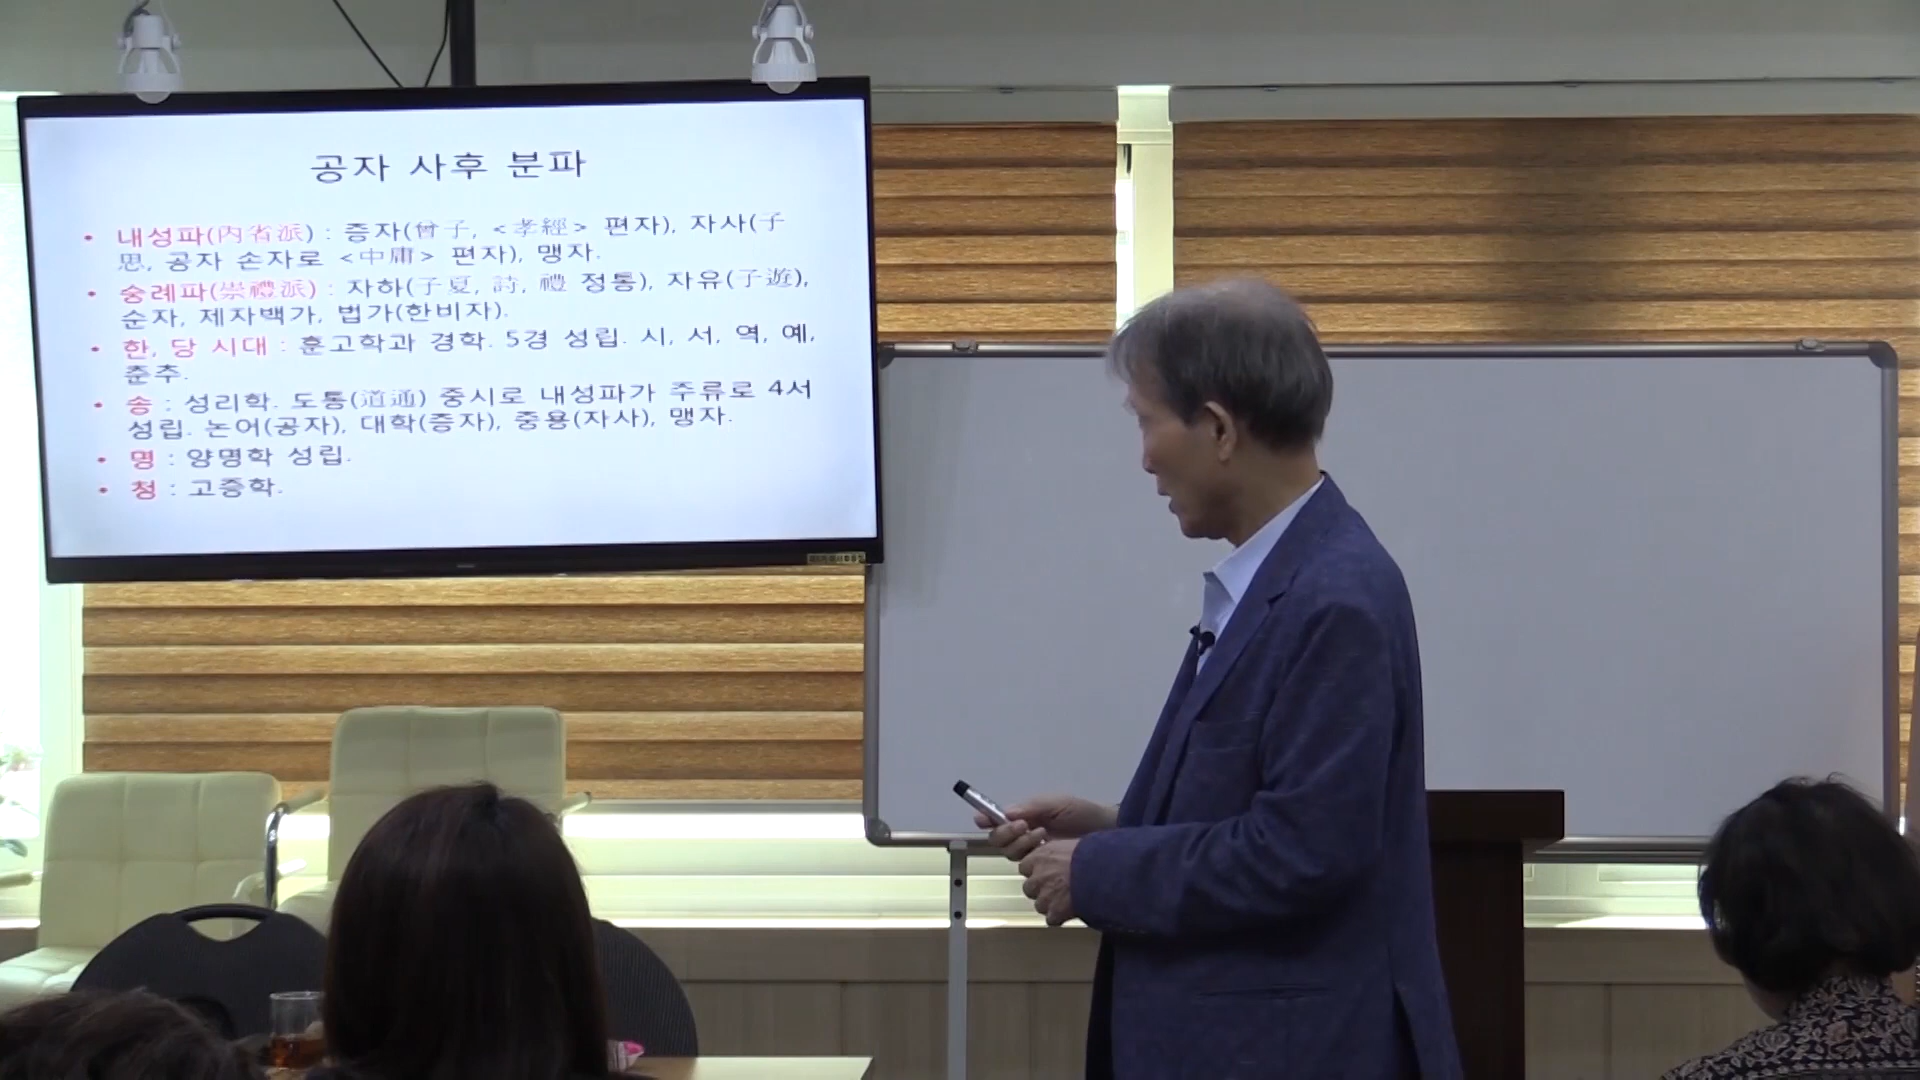 공자 사후 분파
• 내성파(內省派) : 증자(曾子, <孝經> 편자), 자사(子
思, 공자 손자로 <中庸> 편자), 맹자.
• 숭례파(崇禮派) : 자하(子夏, 詩, 禮 정통), 자유(子遊),
순자, 제자백가, 법가(한비자).
• 한, 당 시대 : 훈고학과 경학. 5경 성립. 시, 서, 역, 예,
춘추.
• 송 : 성리학. 도통(道通) 중시로 내성파가 주류로 4서
성립. 논어(공자), 대학(증자), 중용(자사), 맹자.
• 명 : 양명학 성립.
• 청 : 고증학.